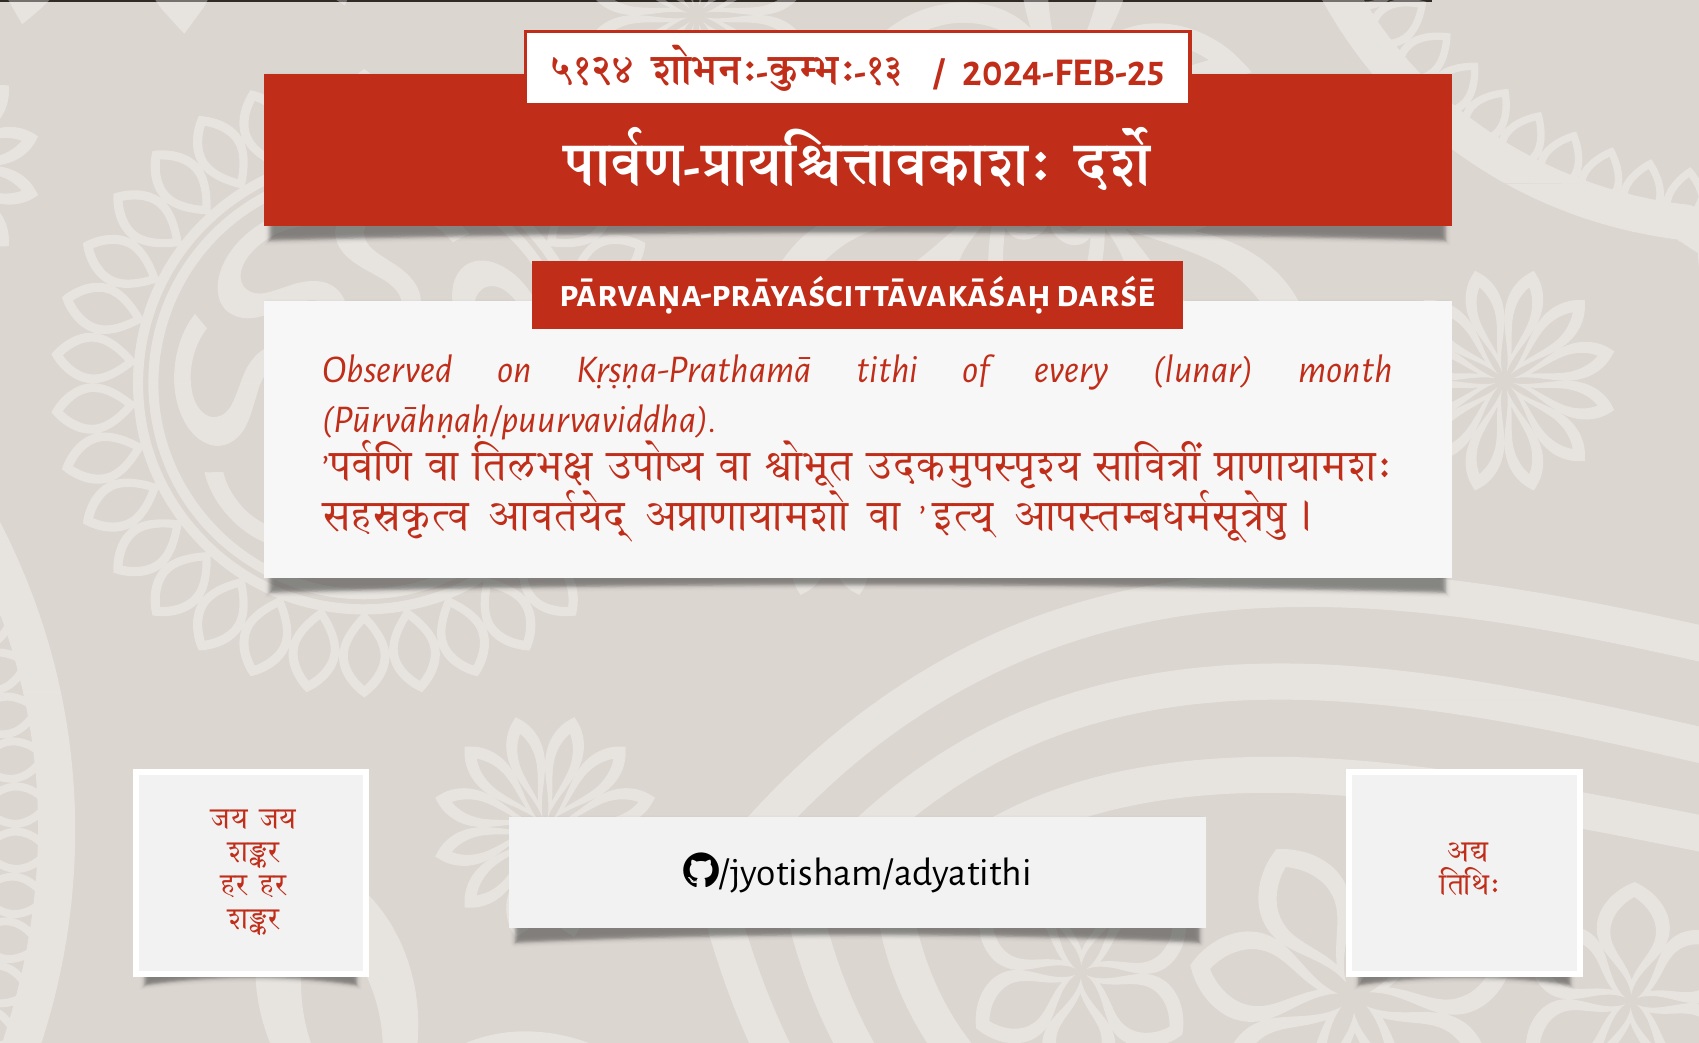 ५१२४ शोभनः-कुम्भः-१३ / 2024-FEB-25
पार्वण-प्रायश्चित्तावकाशः दर्शे
PĀRVAṆA-PRĀYAŚCITTĀVAKĀŚAḤ DARŚĒ
Observed on Kṛṣṇa-Prathamā tithi of every (lunar) month
(Pūrvāhṇaḥ/puurvaviddha).
’पर्वणि वा तिलभक्ष उपोष्य वा श्वोभूत उदकमुपस्पृश्य सावित्रीं प्राणायामशः
सहस्रकृत्व आवर्तयेद् अप्राणायामशो वा ’ इत्य् आपस्तम्बधर्मसूत्रेषु।
जय जय
शङ्कर
हर हर
शङ्कर
/jyotisham/adyatithi
अद्य
तिथिः